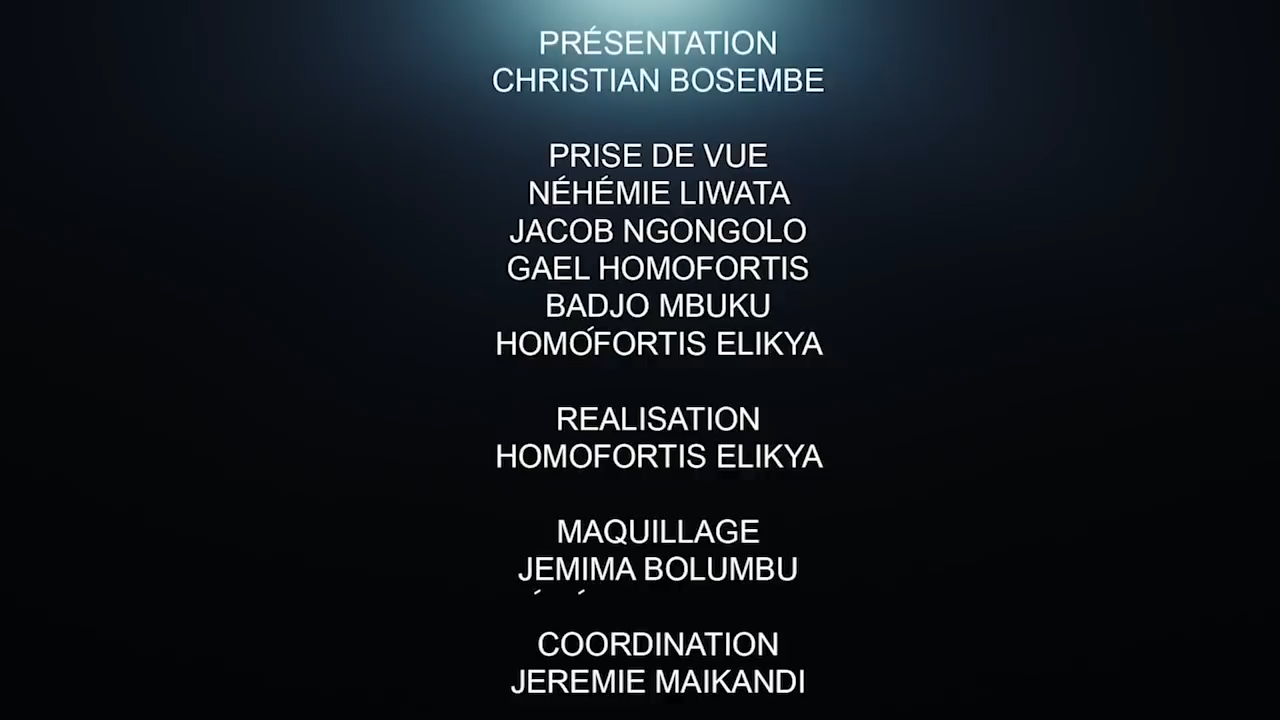 PRÉSENTATION
CHRISTIAN BOSEMBE
PRISE DE VUE
NÉHÉMIE LIWATA
JACOB NGONGOLO
GAEL HOMOFORTIS
BADJO MBUKU
HOMOFORTIS ELIKYA
REALISATION
HOMOFORTIS ELIKYA
MAQUILLAGE
JEMIMA BOLUMBU
COORDINATION
JEREMIE MAIKANDI